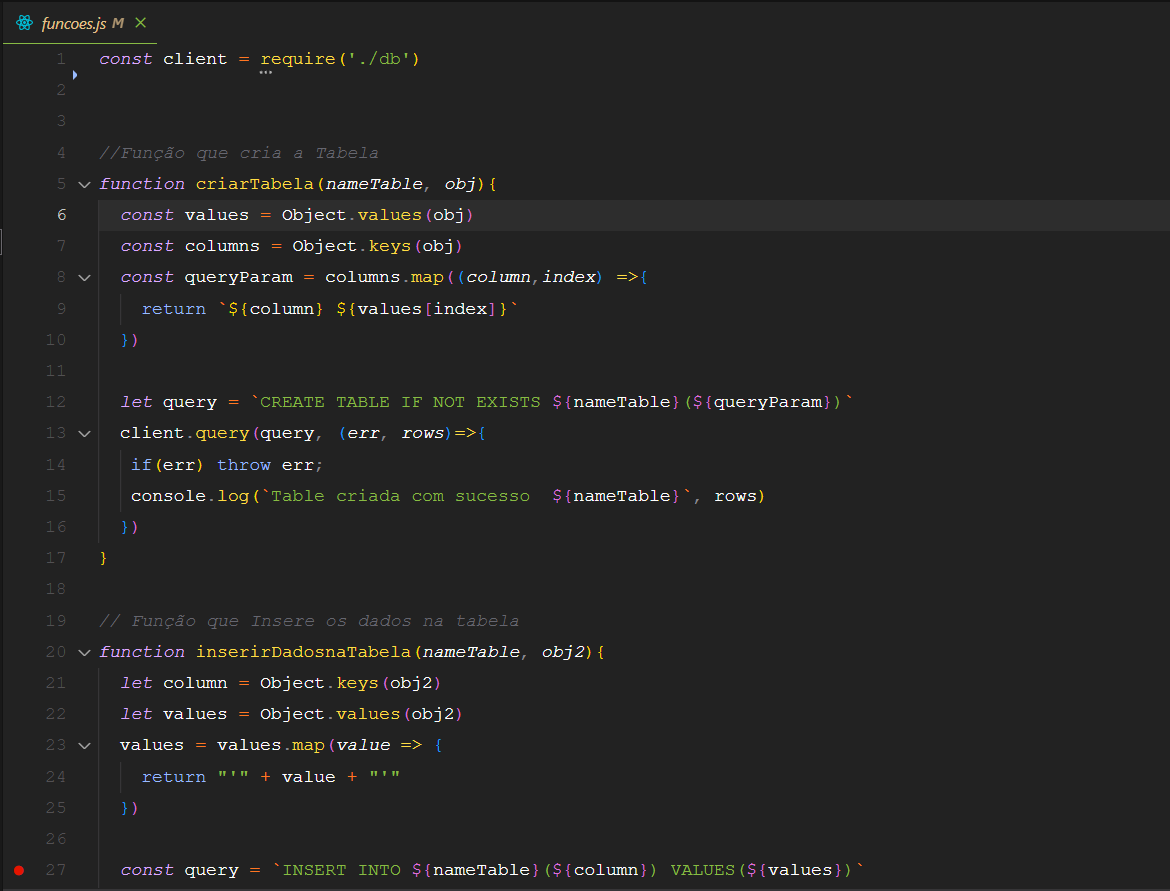 funcoes.js M
1 const client = require('./db')
2
3
4 //Função que cria a Tabela
5 function criarTabela(nameTable, obj){
6 const values = Object.values(obj)
7 const columns = Object.keys(obj)
8 const queryParam = columns.map((column,index) =>{
9 return `${column} ${values[index]}`
10 })
11
12 let query = `CREATE TABLE IF NOT EXISTS ${nameTable}(${queryParam})`
13 client.query(query, (err, rows)=>{
14 if(err) throw err;
15 console.log(`Table criada com sucesso  ${nameTable}`, rows)
16 })
17 }
18
19 // Função que Insere os dados na tabela
20 function inserirDadosnaTabela(nameTable, obj2){
21 let column = Object.keys(obj2)
22 let values = Object.values(obj2)
23 values = values.map(value => {
24 return "'" + value + "'"
25 })
26
27 const query = `INSERT INTO ${nameTable}(${column}) VALUES(${values})`